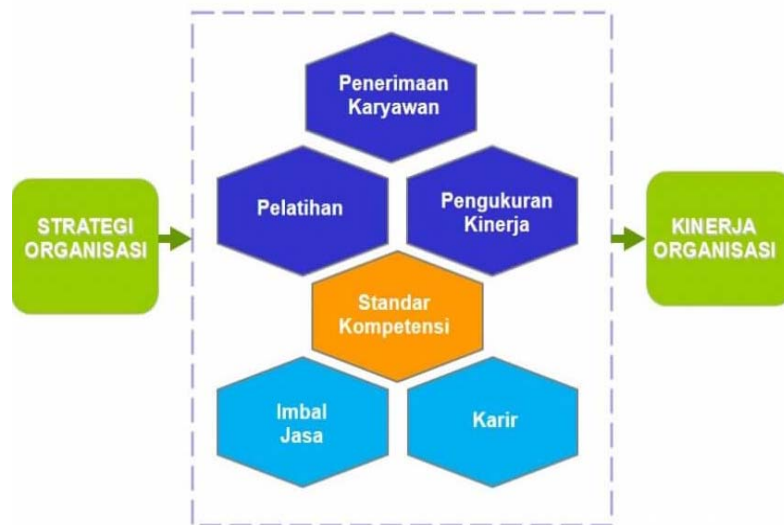 Penerimaan
Karyawan
Pelatihan
Pengukuran
Kinerja
STRATEGI
ORGANISASI
KINERJA
ORGANISASI
Standar
Kompetensi
Imbal
Jasa
Karir